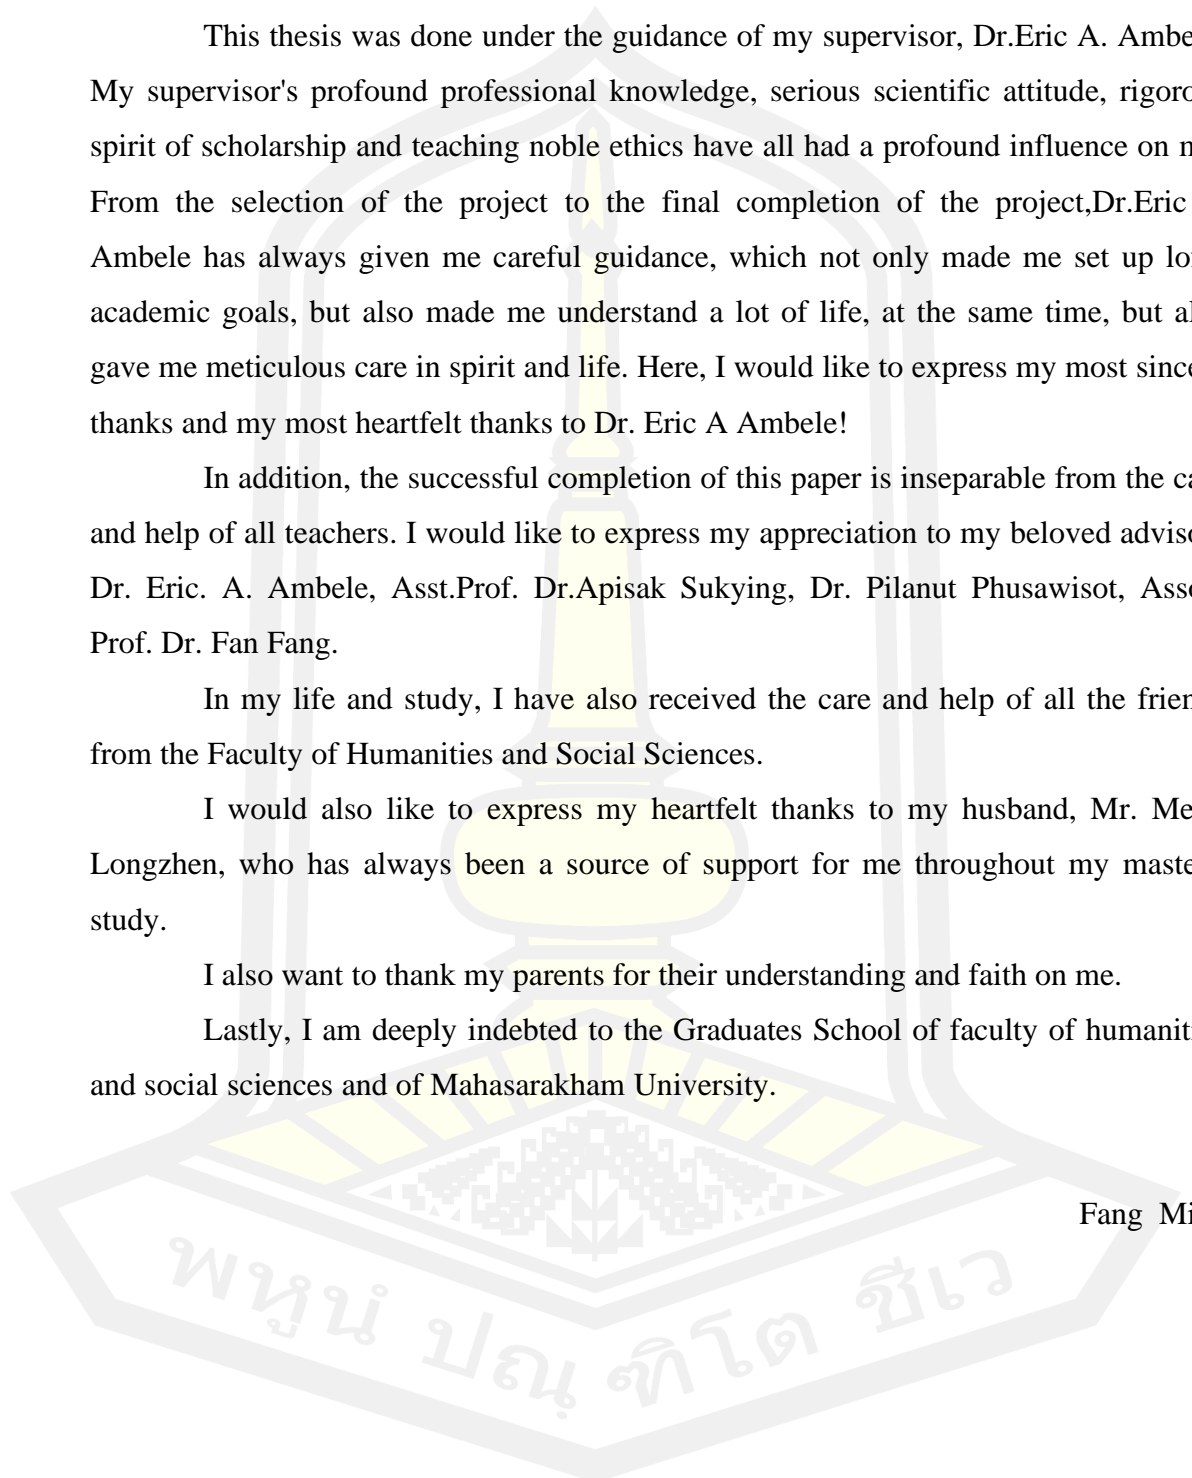 This thesis was done under the guidance of my supervisor, Dr.Eric A. Ambe
My supervisor's profound professional knowledge, serious scientific attitude, rigoro
spirit of scholarship and teaching noble ethics have all had a profound influence on
From the selection of the project to the final completion of the project,Dr.Eric
Ambele has always given me careful guidance, which not only made me set up lo
academic goals, but also made me understand a lot of life, at the same time, but al
gave me meticulous care in spirit and life. Here, I would like to express my most since
thanks and my most heartfelt thanks to Dr. Eric A Ambele!
In addition, the successful completion of this paper is inseparable from the ca
and help of all teachers. I would like to express my appreciation to my beloved adviso
Dr. Eric. A. Ambele, Asst.Prof. Dr.Apisak Sukying, Dr. Pilanut Phusawisot, Asso
Prof. Dr. Fan Fang.
In my life and study, I have also received the care and help of all the frien
from the Faculty of Humanities and Social Sciences.
I would also like to express my heartfelt thanks to my husband, Mr. Me
Longzhen, who has always been a source of support for me throughout my maste
study.
I also want to thank my parents for their understanding and faith on me.
Lastly, I am deeply indebted to the Graduates School of faculty of humaniti
and social sciences and of Mahasarakham University.
Fang Mi
พหูนํ ปณฺฑิโต ชีเว